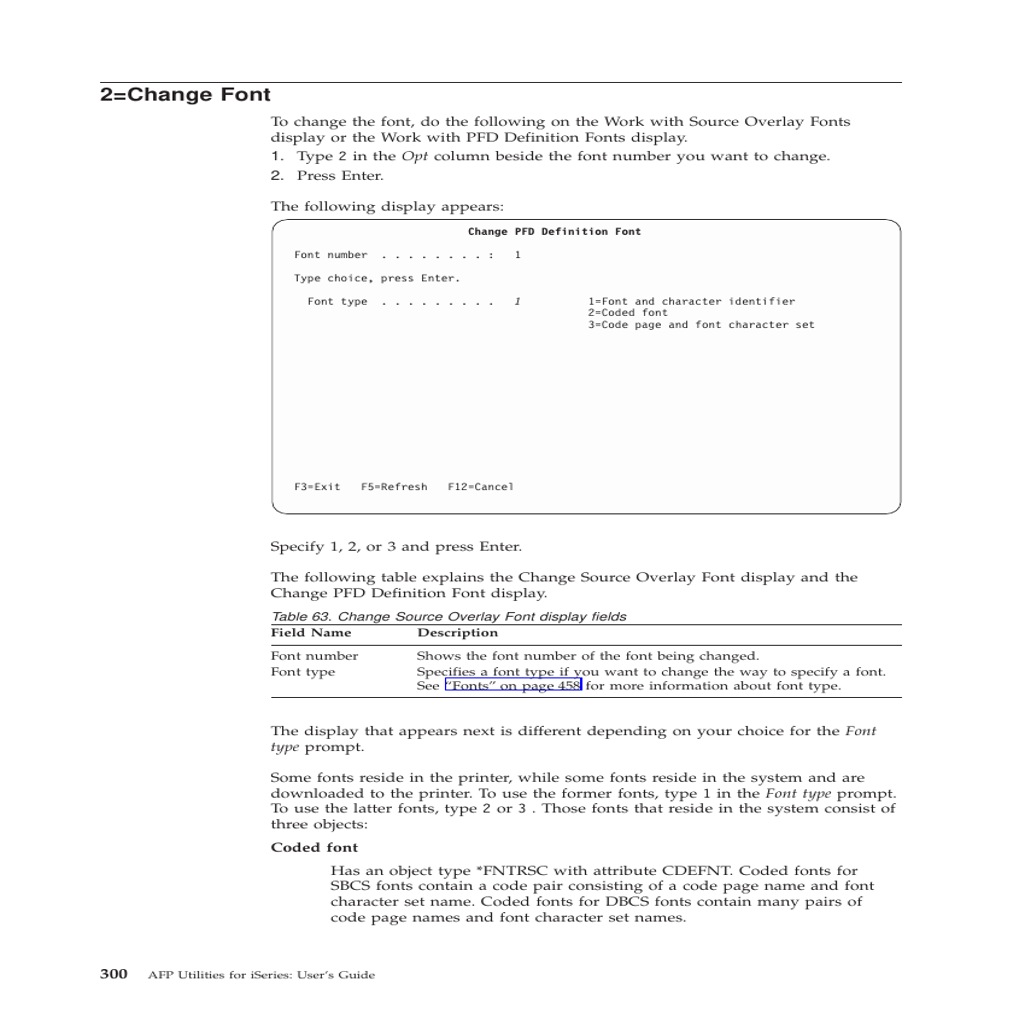 2=Change Font
To change the font, do the following on the Work with Source Overlay Fonts
display or the Work with PFD Definition Fonts display.
1. Type 2 in the Opt column beside the font number you want to change.
2. Press Enter.
The following display appears:
Change PFD Definition Font
Font number . . . . . . . . : 1
Type choice, press Enter.
Font type . . . . . . . . . 1 1=Font and character identifier
2=Coded font
3=Code page and font character set
F3=Exit F5=Refresh F12=Cancel
Specify 1, 2, or 3 and press Enter.
The following table explains the Change Source Overlay Font display and the
Change PFD Definition Font display.
Table 63. Change Source Overlay Font display fields
Field Name Description
Font number Shows the font number of the font being changed.
Font type Specifies a font type if you want to change the way to specify a font.
See “Fonts” on page 458 for more information about font type.
The display that appears next is different depending on your choice for the Font
type prompt.
Some fonts reside in the printer, while some fonts reside in the system and are
downloaded to the printer. To use the former fonts, type 1 in the Font type prompt.
To use the latter fonts, type 2 or 3 . Those fonts that reside in the system consist of
three objects:
Coded font
Has an object type *FNTRSC with attribute CDEFNT. Coded fonts for
SBCS fonts contain a code pair consisting of a code page name and font
character set name. Coded fonts for DBCS fonts contain many pairs of
code page names and font character set names.
300 AFP Utilities for iSeries: User’s Guide